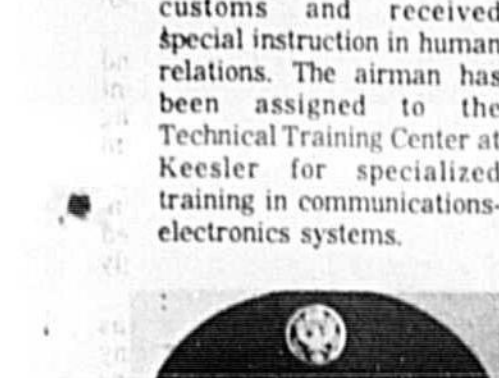 customs and received
special instruction in human
relations. The airman has
been assigned to the
Technical Training Center at
Keesler for specialized
training in communications-
electronics systems.